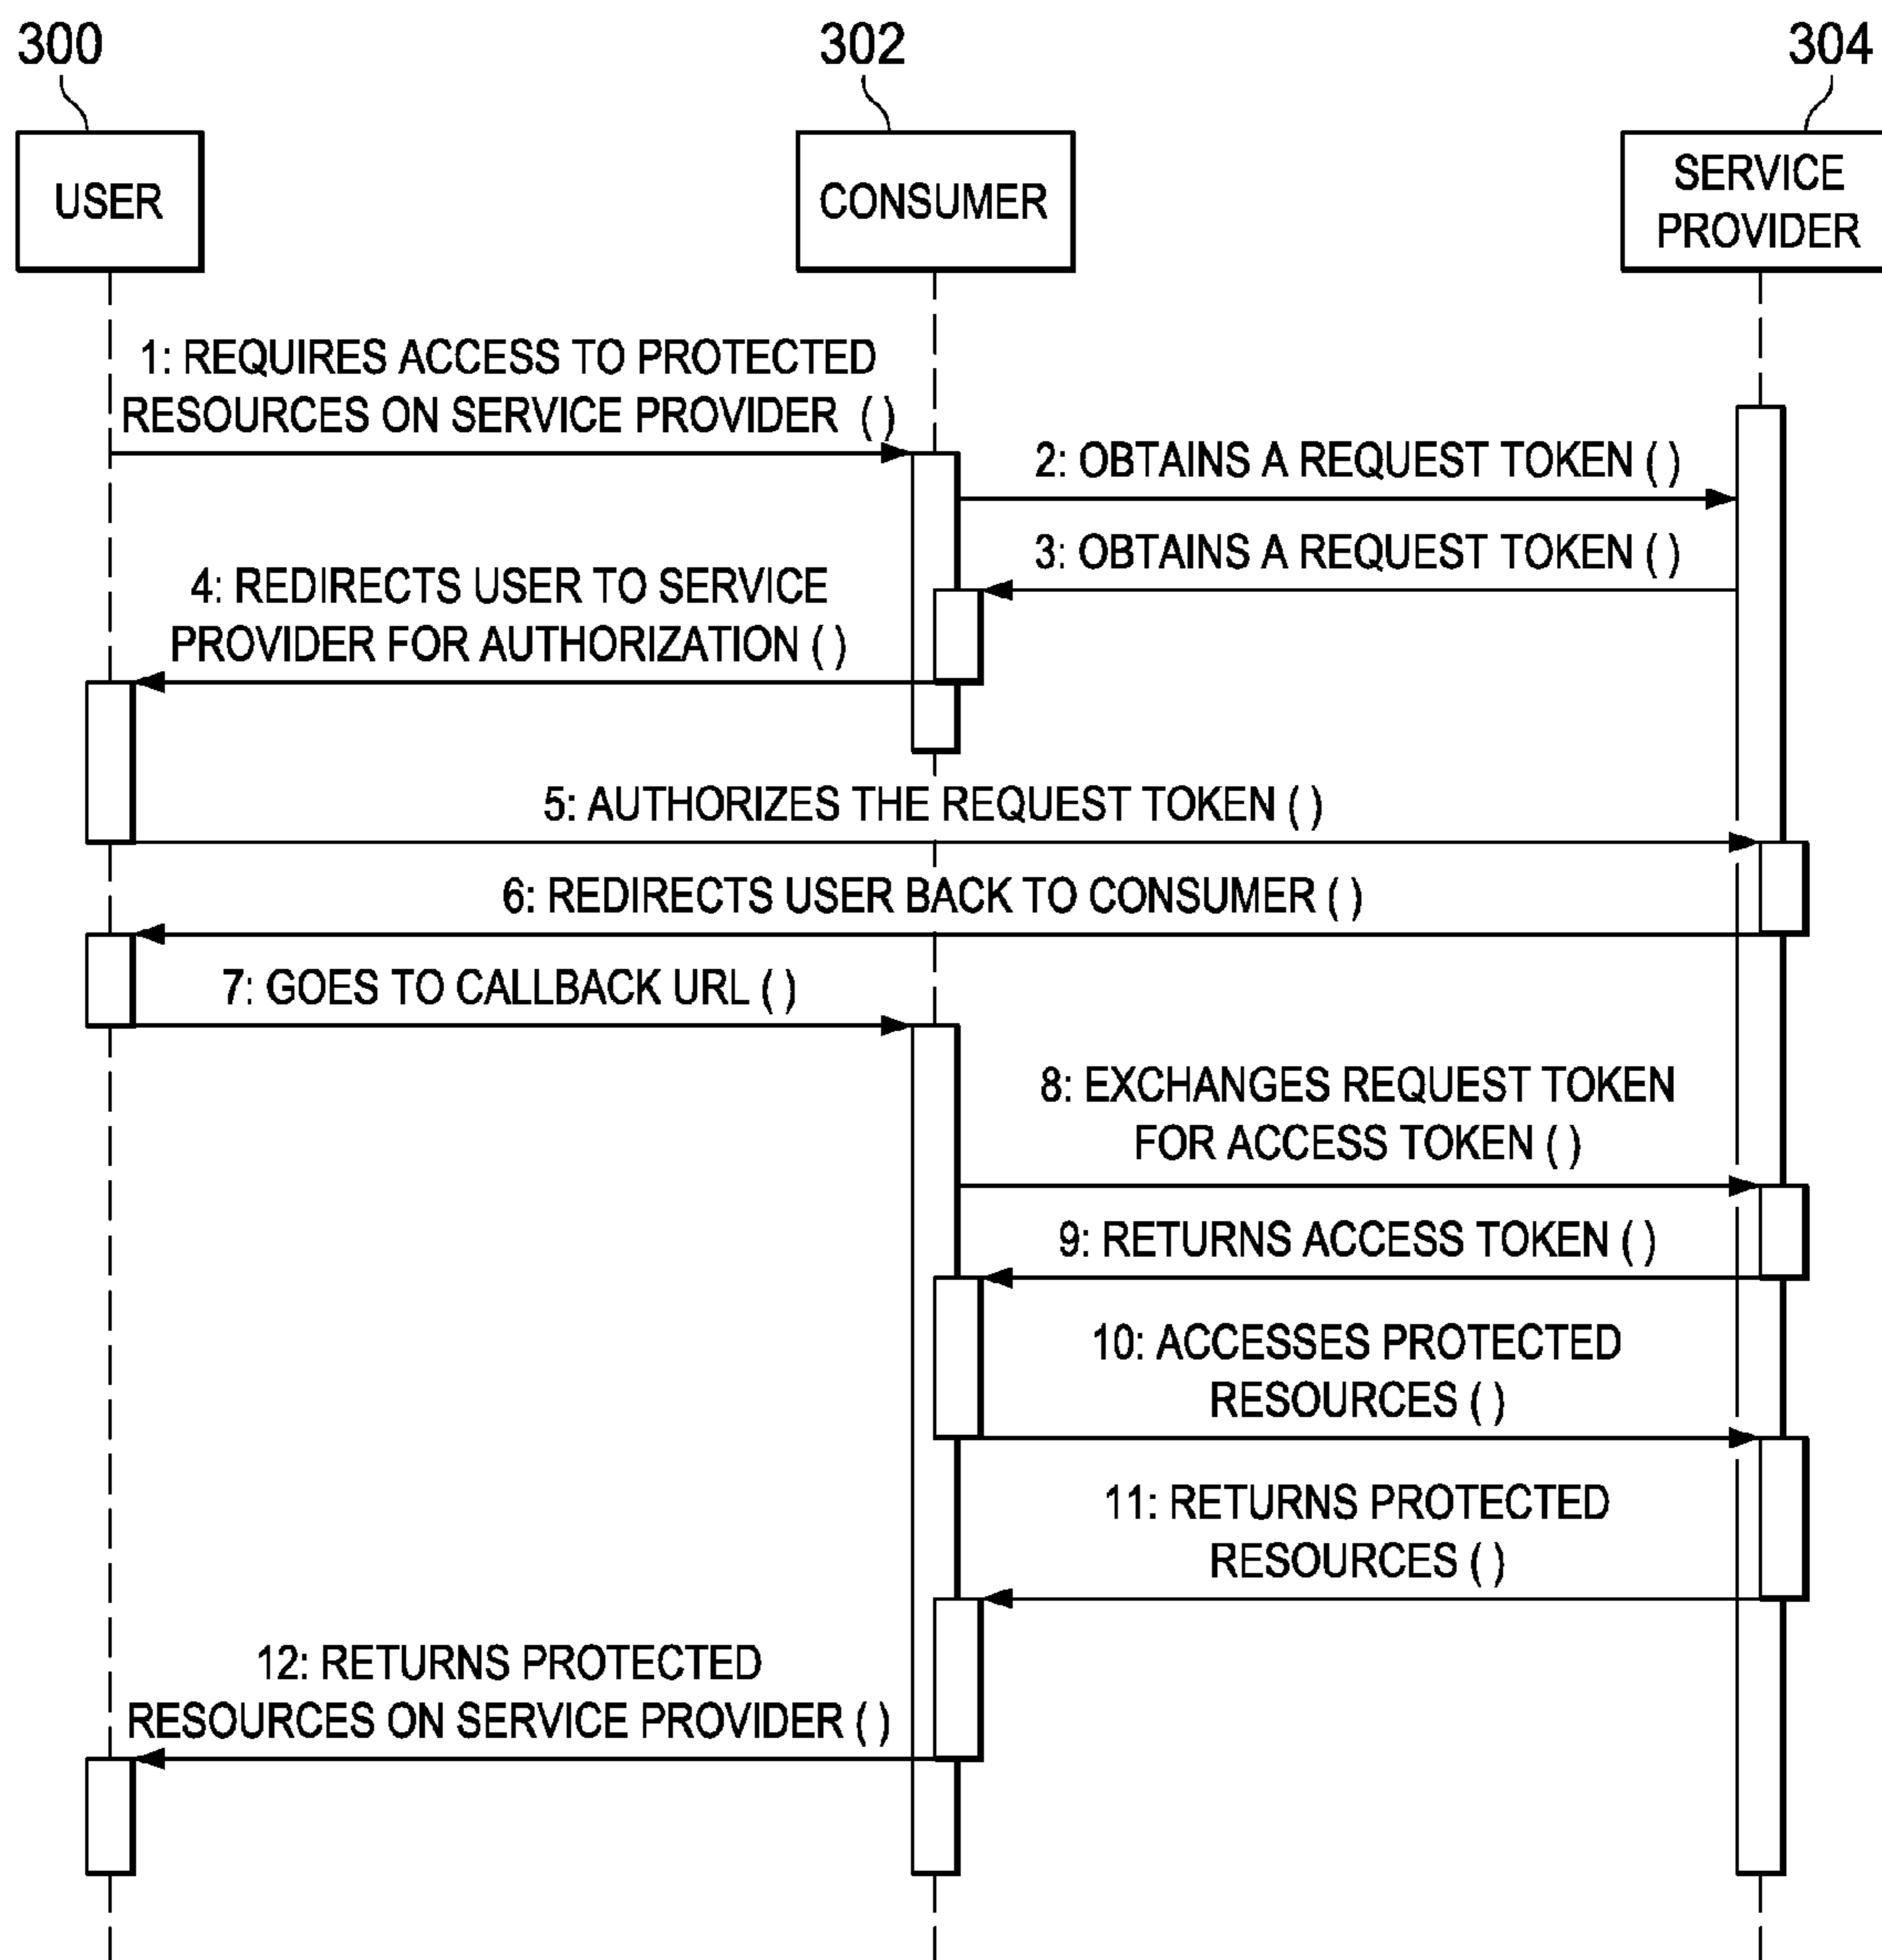 300
302
304
USER
CONSUMER
SERVICE
PROVIDER
1: REQUIRES ACCESS TO PROTECTED
RESOURCES ON SERVICE PROVIDER ( )
2: OBTAINS A REQUEST TOKEN ( )
3: OBTAINS A REQUEST TOKEN ( )
4: REDIRECTS USER TO SERVICE
PROVIDER FOR AUTHORIZATION ( )
5: AUTHORIZES THE REQUEST TOKEN ( )
6: REDIRECTS USER BACK TO CONSUMER ( )
7: GOES TO CALLBACK URL ( )
8: EXCHANGES REQUEST TOKEN
FOR ACCESS TOKEN ( )
9: RETURNS ACCESS TOKEN ( )
10: ACCESSES PROTECTED
RESOURCES ( )
11: RETURNS PROTECTED
RESOURCES ( )
12: RETURNS PROTECTED
RESOURCES ON SERVICE PROVIDER ( )